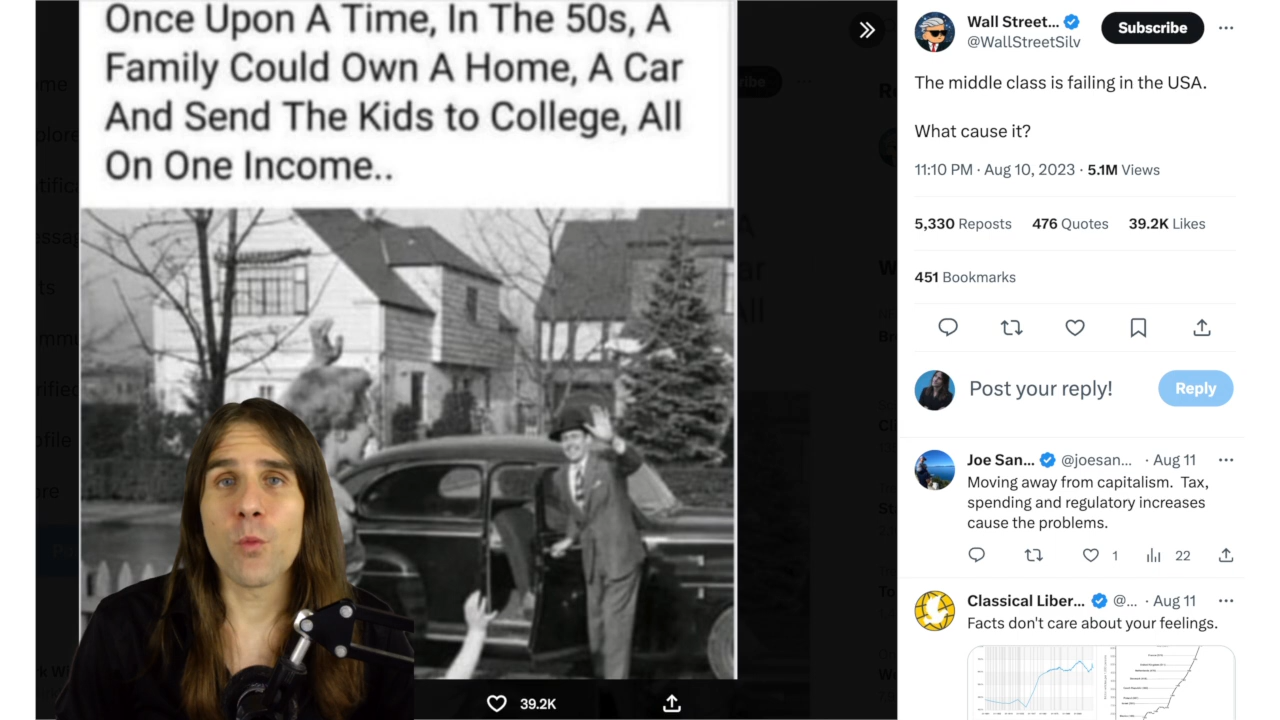 Once Upon A Time, In The 50s, A
Family Could Own A Home, A Car
And Send The Kids to College, All
On One Income..
39.2K
Wall Street...
@WallStreetSilv
Subscribe
The middle class is failing in the USA.
What cause it?
11:10 PM · Aug 10, 2023 · 5.1M Views
5,330 Reposts 476 Quotes 39.2K Likes
451 Bookmarks
Post your reply!
Reply
Joe San... @joesan... · Aug 11
Moving away from capitalism. Tax,
spending and regulatory increases
cause the problems.
1 22
Classical Liber... @... · Aug 11
Facts don't care about your feelings.